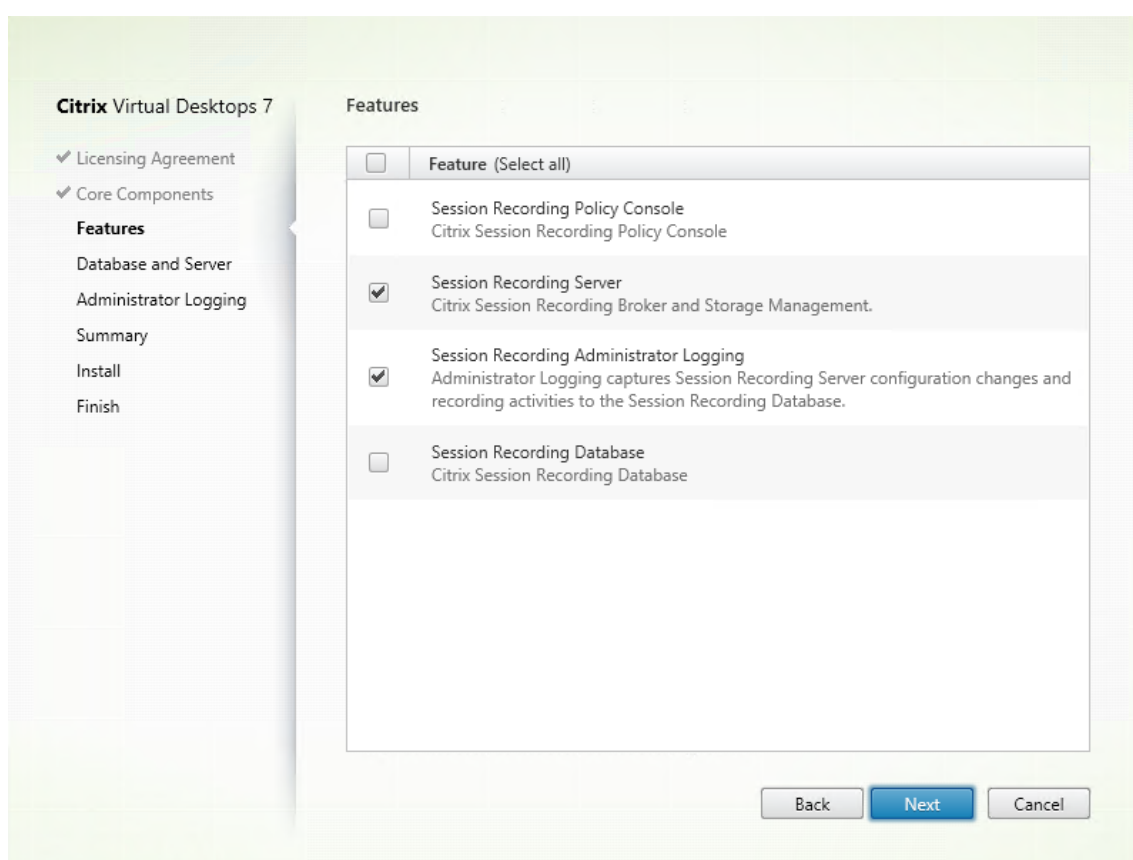 Citrix Virtual Desktops 7
Licensing Agreement
Core Components
Features
Database and Server
Administrator Logging
Summary
Install
Finish
Features
Feature (Select all)
Session Recording Policy Console
Citrix Session Recording Policy Console
Session Recording Server
Citrix Session Recording Broker and Storage Management.
Session Recording Administrator Logging
Administrator Logging captures Session Recording Server configuration changes and
recording activities to the Session Recording Database.
Session Recording Database
Citrix Session Recording Database
Back
Next
Cancel